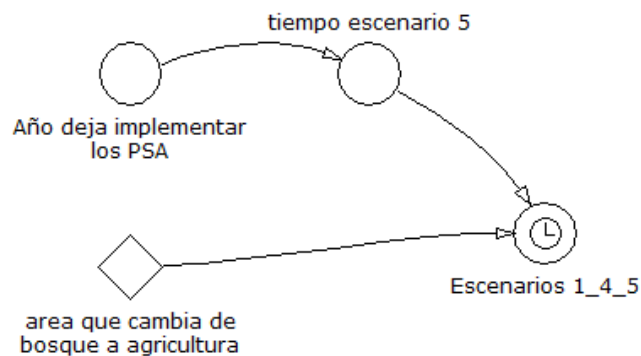 tiempo escenario 5
Año deja implementar
los PSA
Escenarios 1_4_5
area que cambia de
bosque a agricultura